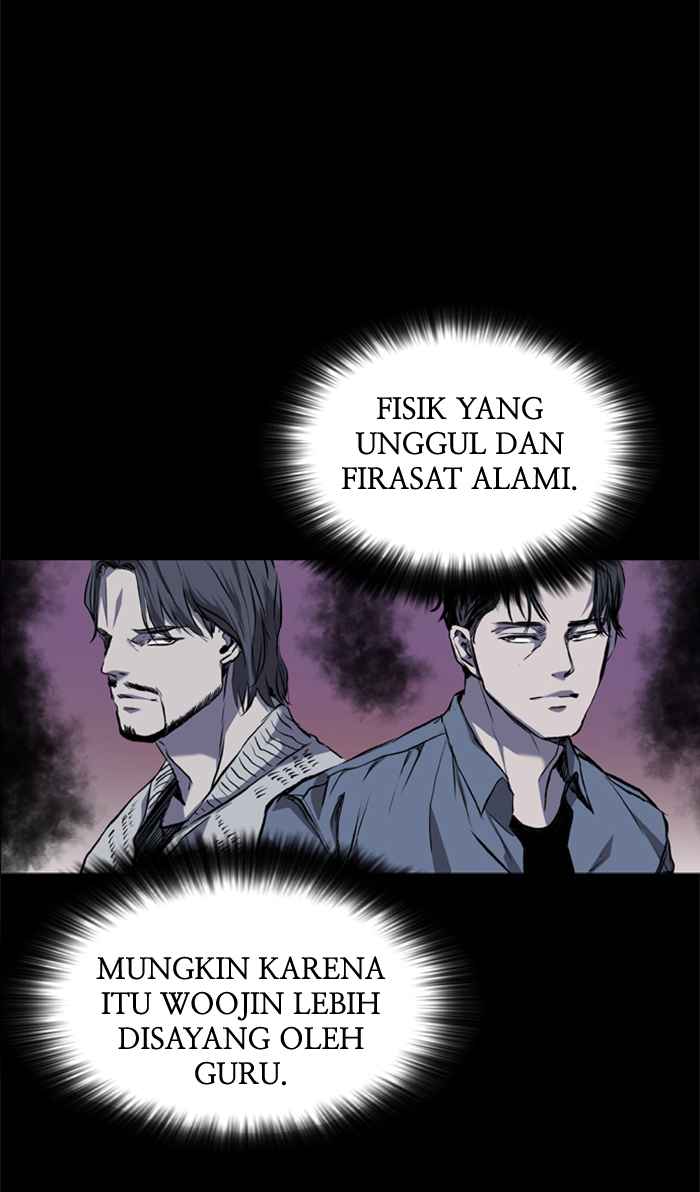 FISIK YANG
UNGGUL DAN
FIRASAT ALAMI.
MUNGKIN KARENA
ITU WOOJIN LEBIH
DISAYANG OLEH
GURU.